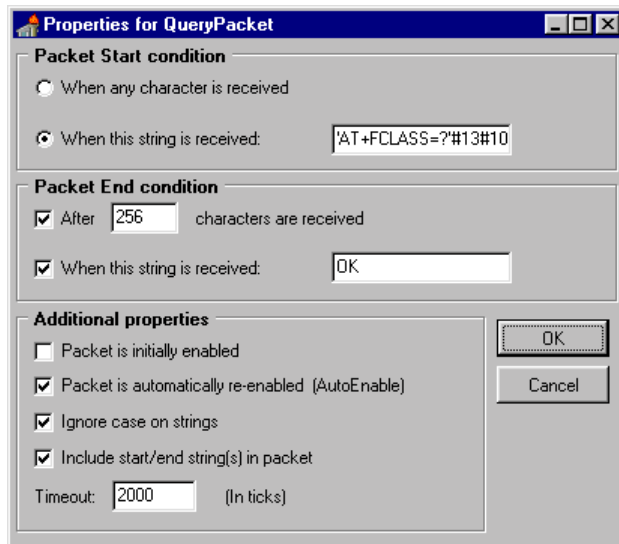 Properties for QueryPacket
Packet Start condition
When any character is received
When this string is received: 'AT+FCLASS=?'#13#10
Packet End condition
After 256 characters are received
When this string is received: OK
Additional properties
Packet is initially enabled
OK
Packet is automatically re-enabled (AutoEnable)
Cancel
Ignore case on strings
Include start/end string(s) in packet
Timeout: 2000 (In ticks)